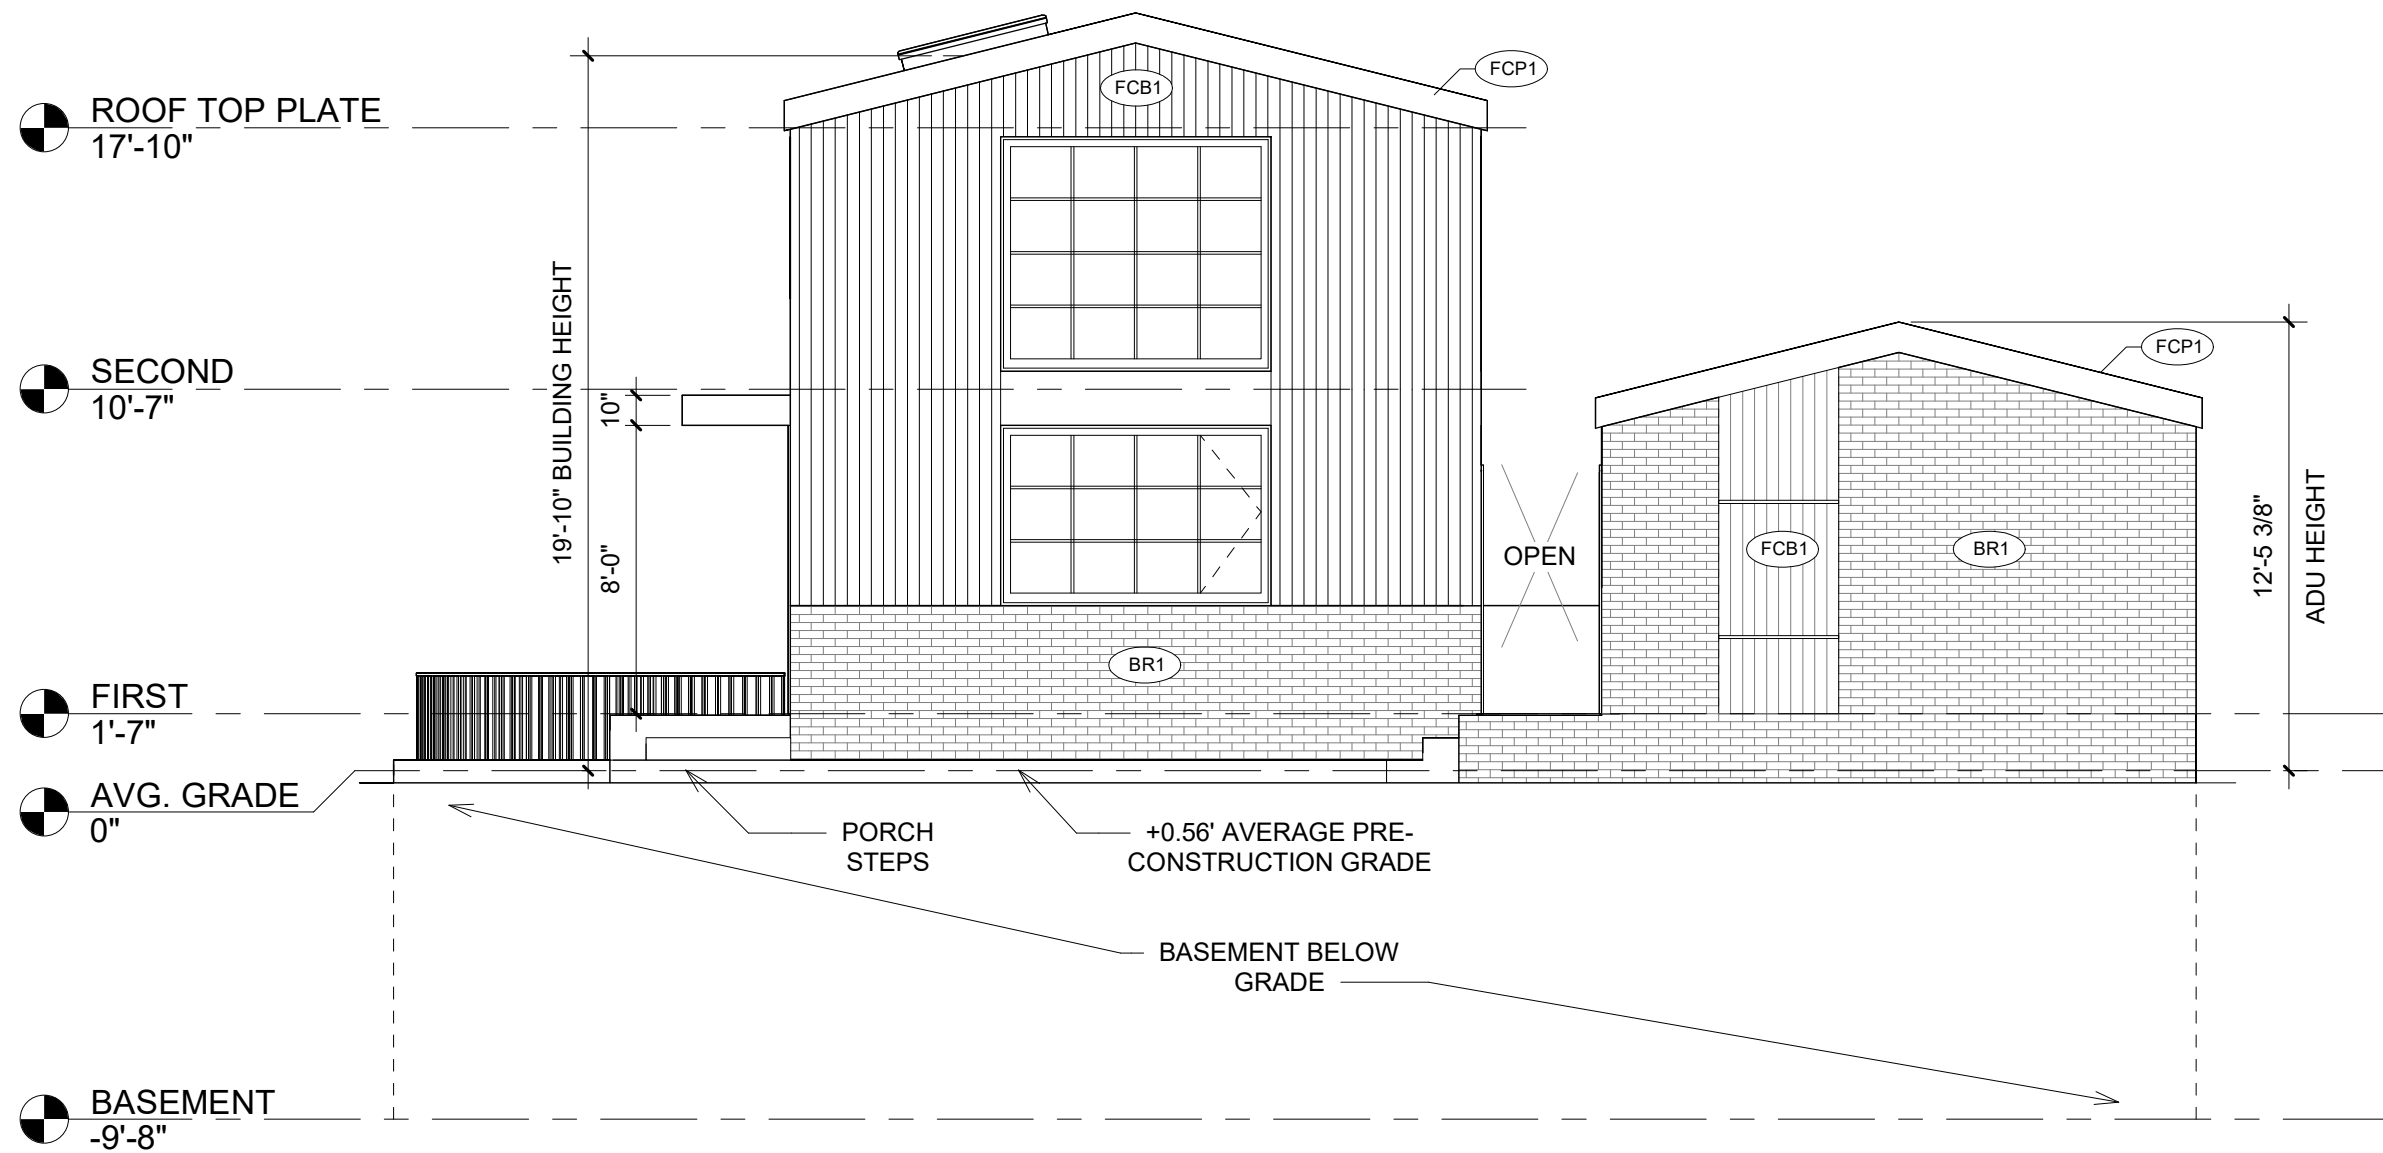 FCP1
FCB1
ROOF TOP PLATE
17'-10"
19'-10" BUILDING HEIGHT
SECOND
10'-7"
10"
FCP1
8'-0"
OPEN
FCB1
BR1
12'-5 3/8"
ADU HEIGHT
BR1
FIRST
1'-7"
AVG. GRADE
0"
PORCH
STEPS
+0.56' AVERAGE PRE-
CONSTRUCTION GRADE
BASEMENT BELOW
GRADE
BASEMENT
-9'-8"